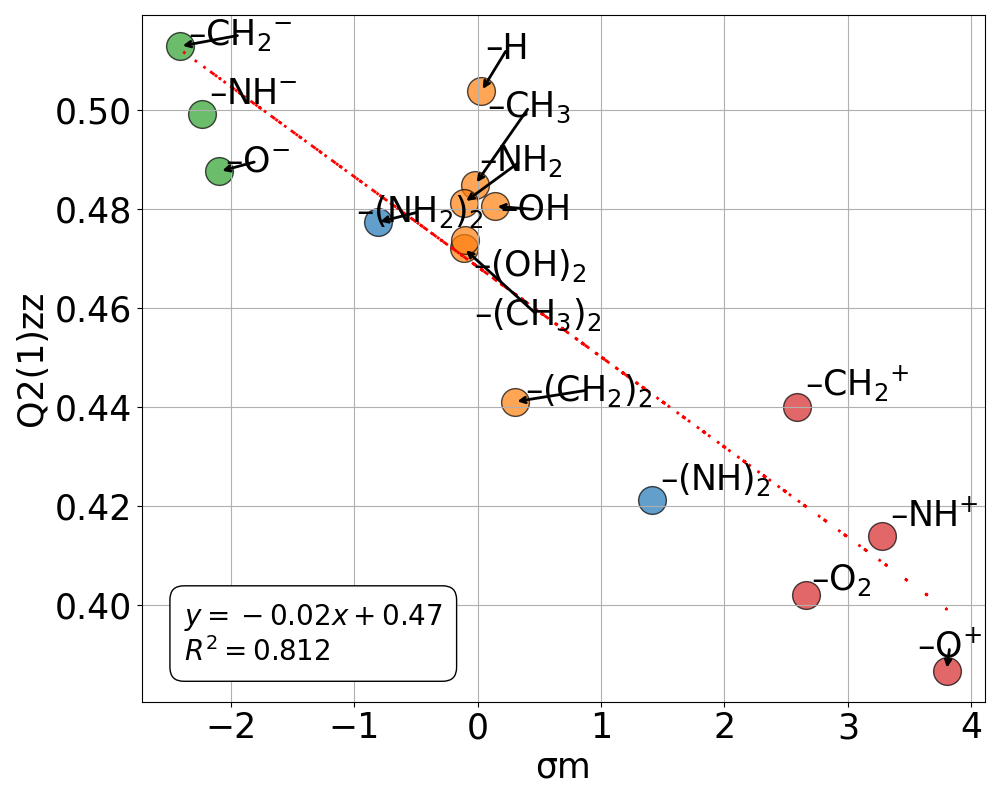 –CH₂⁻
–H
–NH⁻
–CH₃
–O⁻
–NH₂
–(NH₂)₂
–OH
–(OH)₂
–(CH₃)₂
–(CH₂)₂
–CH₂⁺
–(NH)₂
–NH⁺
–O₂
–O⁺
0.50
0.48
0.46
0.44
0.42
0.40
Q2(1)zz
y = −0.02x + 0.47
R² = 0.812
−2 −1 0 1 2 3 4
σm